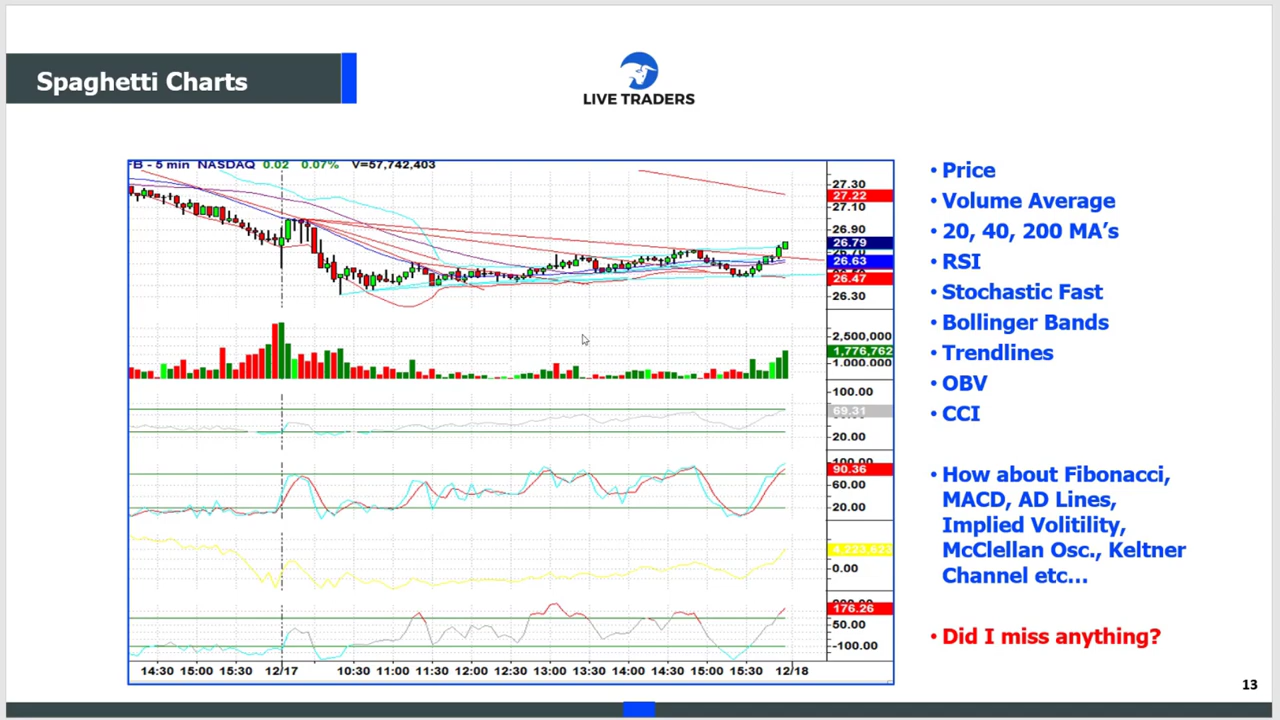 Spaghetti Charts
LIVE TRADERS
FB - 5 min NASDAQ 0.02 0.07% V=57,742,403
27.30
27.22
27.10
26.90
26.79
26.63
26.47
26.30
2,500,000
1,776,762
1,000,000
100.00
69.31
20.00
100.00
90.36
60.00
20.00
4,223,622
0.00
176.26
50.00
-100.00
14:30 15:00 15:30 12/17 10:30 11:00 11:30 12:00 12:30 13:00 13:30 14:00 14:30 15:00 15:30 12/18
• Price
• Volume Average
• 20, 40, 200 MA’s
• RSI
• Stochastic Fast
• Bollinger Bands
• Trendlines
• OBV
• CCI
• How about Fibonacci,
MACD, AD Lines,
Implied Volitility,
McClellan Osc., Keltner
Channel etc...
• Did I miss anything?
13